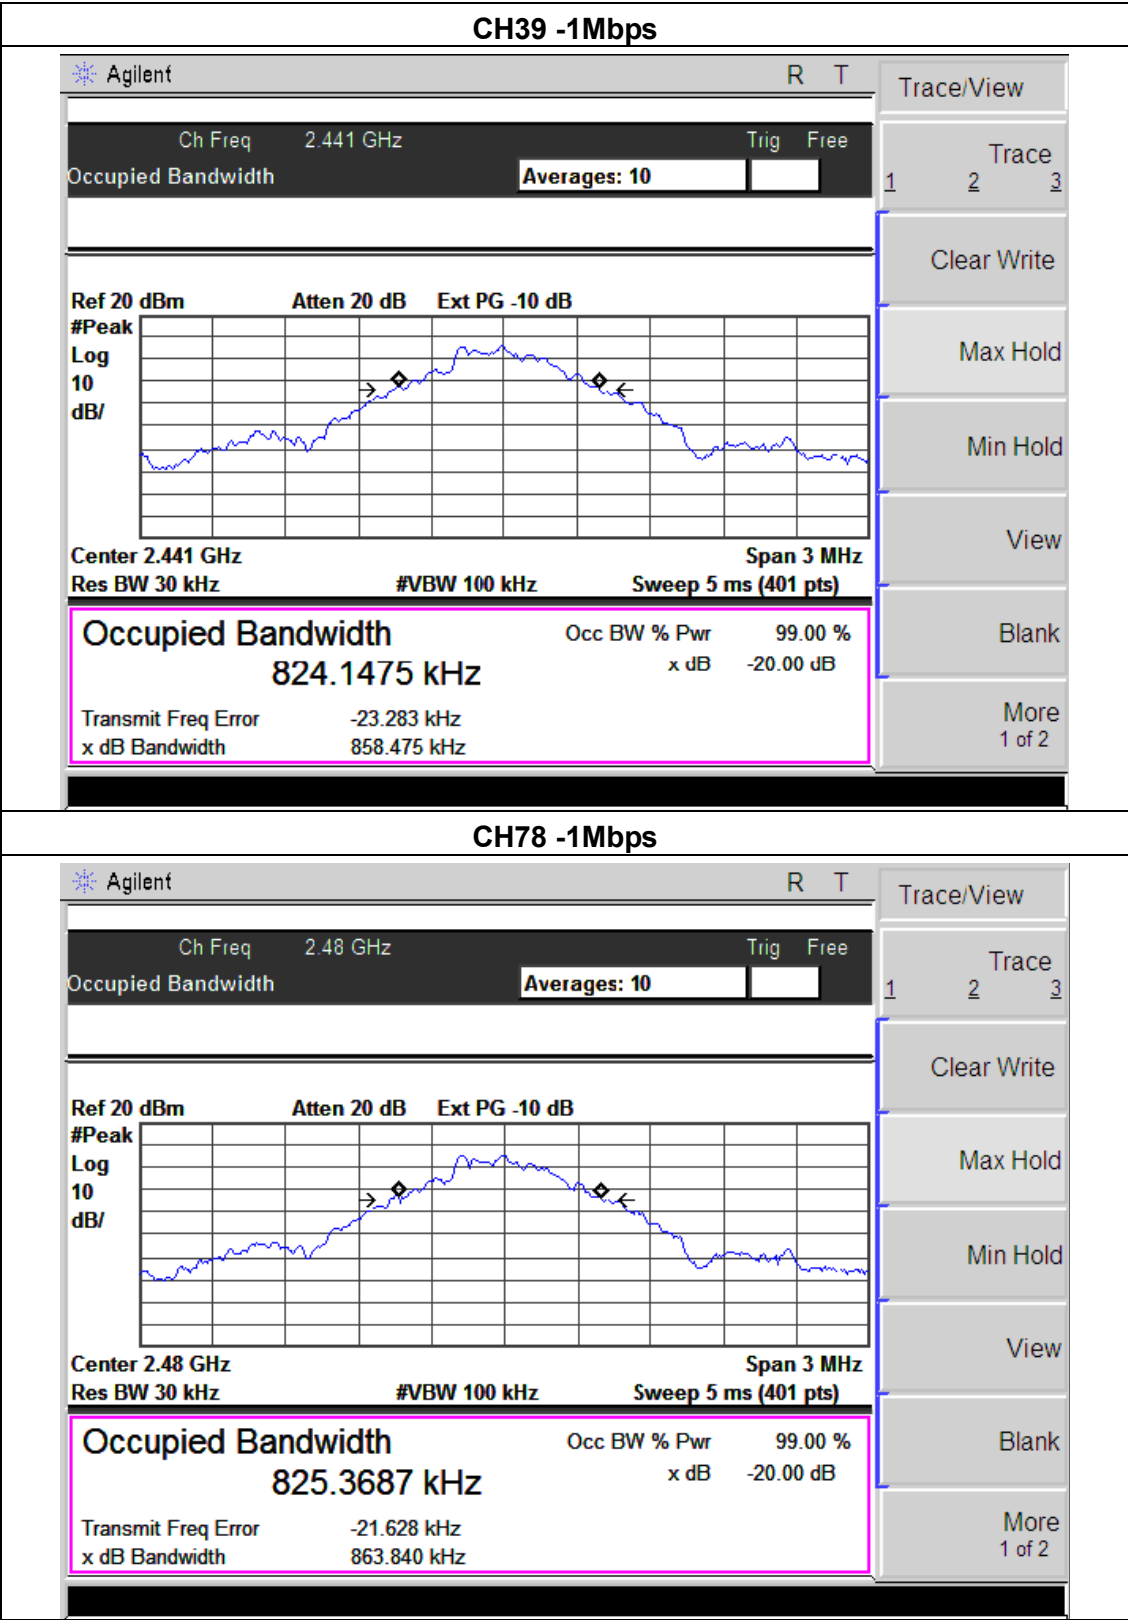 CH39 -1Mbps
Agilent R T
Trace/View
Ch Freq 2.441 GHz Trig Free
Occupied Bandwidth Averages: 10
Trace
1 2 3
Clear Write
Ref 20 dBm Atten 20 dB Ext PG -10 dB
#Peak
Log
10
dB/
Max Hold
Min Hold
View
Center 2.441 GHz Span 3 MHz
Res BW 30 kHz #VBW 100 kHz Sweep 5 ms (401 pts)
Occupied Bandwidth Occ BW % Pwr 99.00 %
824.1475 kHz x dB -20.00 dB
Blank
Transmit Freq Error -23.283 kHz
x dB Bandwidth 858.475 kHz
More
1 of 2
CH78 -1Mbps
Agilent R T
Trace/View
Ch Freq 2.48 GHz Trig Free
Occupied Bandwidth Averages: 10
Trace
1 2 3
Clear Write
Ref 20 dBm Atten 20 dB Ext PG -10 dB
#Peak
Log
10
dB/
Max Hold
Min Hold
View
Center 2.48 GHz Span 3 MHz
Res BW 30 kHz #VBW 100 kHz Sweep 5 ms (401 pts)
Occupied Bandwidth Occ BW % Pwr 99.00 %
825.3687 kHz x dB -20.00 dB
Blank
Transmit Freq Error -21.628 kHz
x dB Bandwidth 863.840 kHz
More
1 of 2